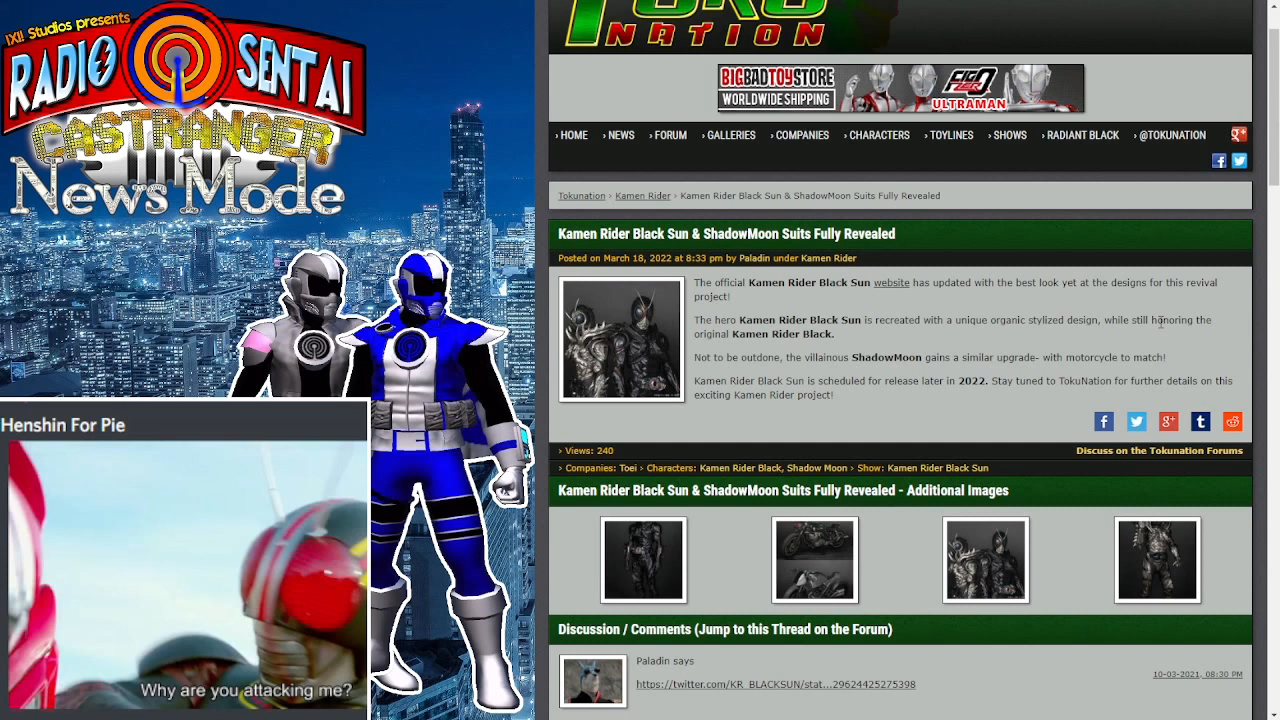 IXII Studios presents
RADIO SENTAI
CASTRANGER
News Mode
Henshin For Pie
Why are you attacking me?
TOKU
NATION
BIGBADTOYSTORE
WORLDWIDE SHIPPING
ULTRAMAN
› HOME › NEWS › FORUM › GALLERIES › COMPANIES › CHARACTERS › TOYLINES › SHOWS › RADIANT BLACK › @TOKUNATION
Tokunation › Kamen Rider › Kamen Rider Black Sun & ShadowMoon Suits Fully Revealed
Kamen Rider Black Sun & ShadowMoon Suits Fully Revealed
Posted on March 18, 2022 at 8:33 pm by Paladin under Kamen Rider
The official Kamen Rider Black Sun website has updated with the best look yet at the designs for this revival
project!
The hero Kamen Rider Black Sun is recreated with a unique organic stylized design, while still honoring the
original Kamen Rider Black.
Not to be outdone, the villainous ShadowMoon gains a similar upgrade- with motorcycle to match!
Kamen Rider Black Sun is scheduled for release later in 2022. Stay tuned to TokuNation for further details on this
exciting Kamen Rider project!
› Views: 240
Discuss on the Tokunation Forums
› Companies: Toei › Characters: Kamen Rider Black, Shadow Moon › Show: Kamen Rider Black Sun
Kamen Rider Black Sun & ShadowMoon Suits Fully Revealed - Additional Images
Discussion / Comments (Jump to this Thread on the Forum)
Paladin says
10-03-2021, 08:30 PM
https://twitter.com/KR_BLACKSUN/stat...29624425275398